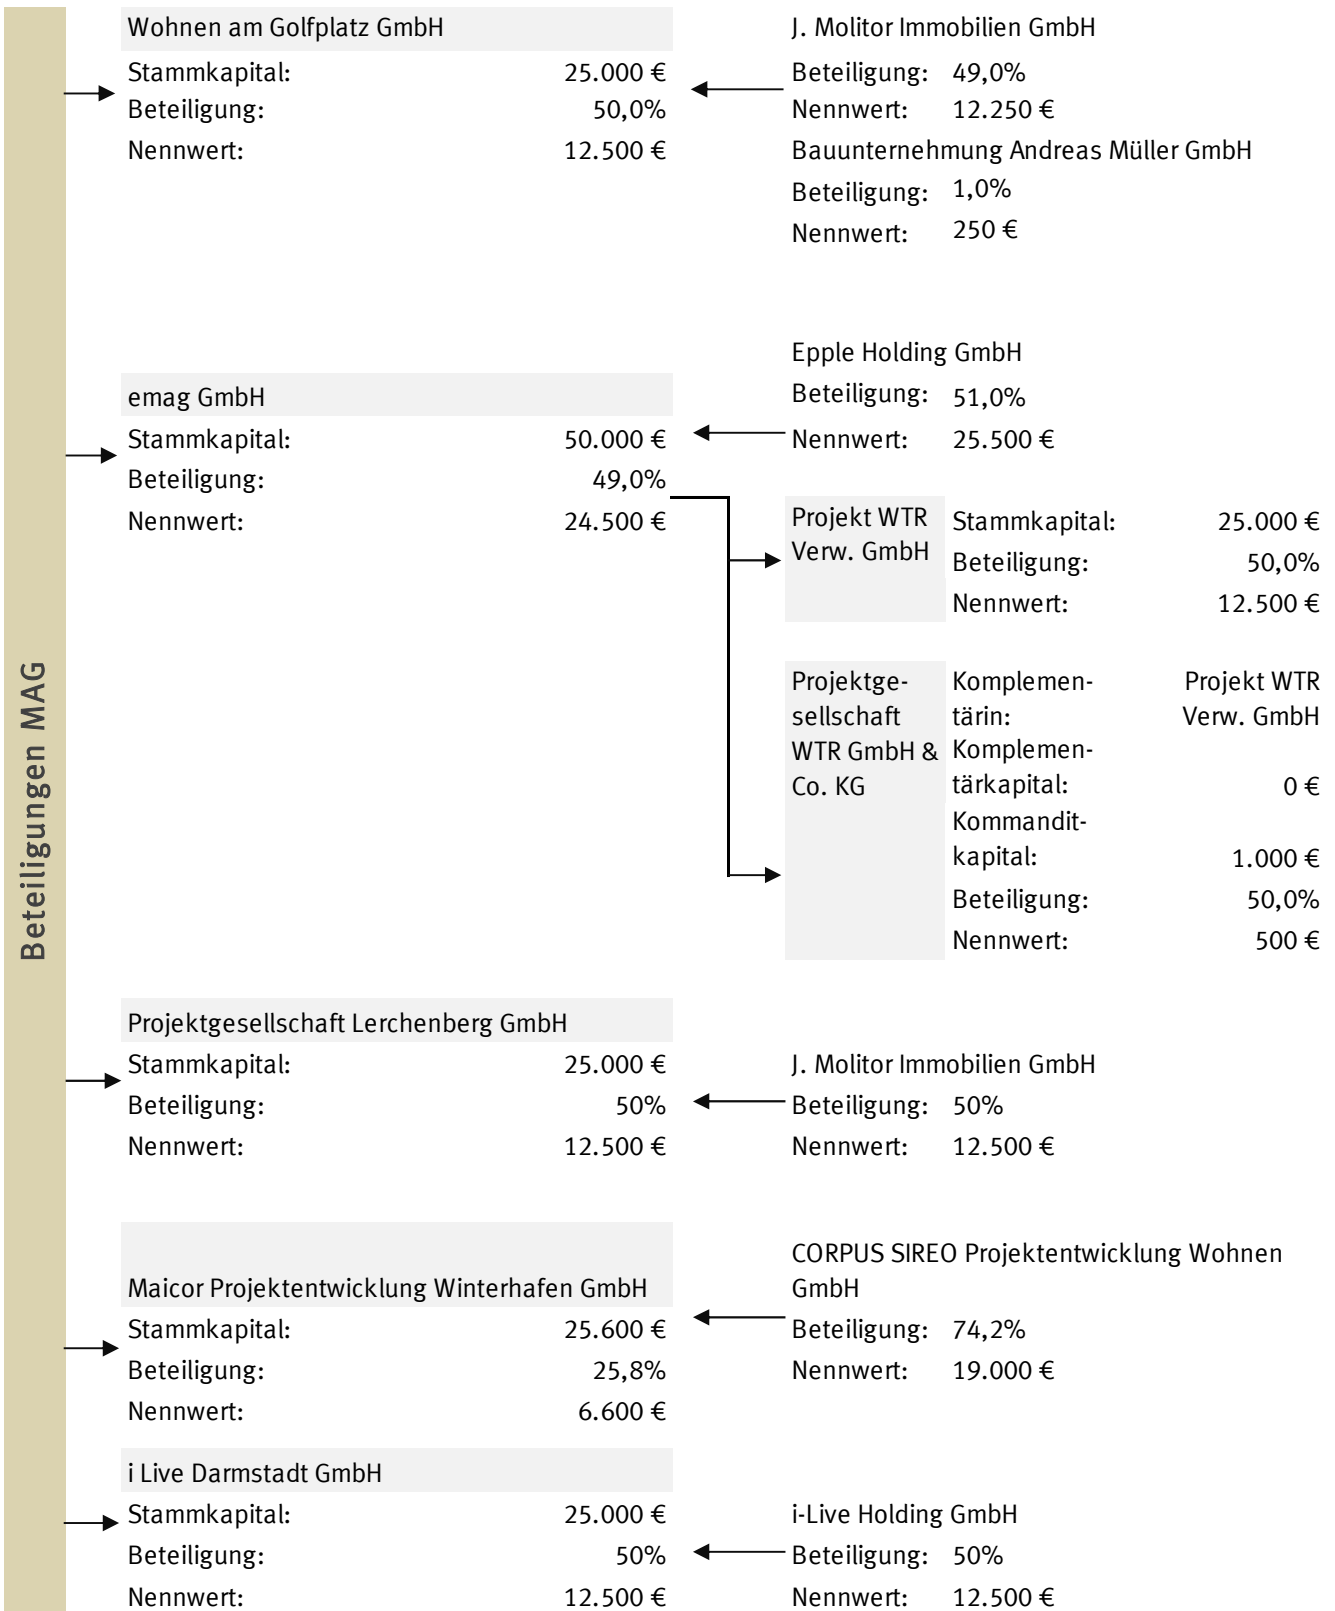 Beteiligungen MAG
Wohnen am Golfplatz GmbH
Stammkapital: 25.000 €
Beteiligung: 50,0%
Nennwert: 12.500 €
J. Molitor Immobilien GmbH
Beteiligung: 49,0%
Nennwert: 12.250 €
Bauunternehmung Andreas Müller GmbH
Beteiligung: 1,0%
Nennwert: 250 €
emag GmbH
Stammkapital: 50.000 €
Beteiligung: 49,0%
Nennwert: 24.500 €
Epple Holding GmbH
Beteiligung: 51,0%
Nennwert: 25.500 €
Projekt WTR
Verw. GmbH
Stammkapital: 25.000 €
Beteiligung: 50,0%
Nennwert: 12.500 €
Projektge-
sellschaft
WTR GmbH &
Co. KG
Komplemen-
tärin:
Projekt WTR
Verw. GmbH
Komplemen-
tärkapital: 0 €
Kommandit-
kapital: 1.000 €
Beteiligung: 50,0%
Nennwert: 500 €
Projektgesellschaft Lerchenberg GmbH
Stammkapital: 25.000 €
Beteiligung: 50%
Nennwert: 12.500 €
J. Molitor Immobilien GmbH
Beteiligung: 50%
Nennwert: 12.500 €
Maicor Projektentwicklung Winterhafen GmbH
Stammkapital: 25.600 €
Beteiligung: 25,8%
Nennwert: 6.600 €
CORPUS SIREO Projektentwicklung Wohnen
GmbH
Beteiligung: 74,2%
Nennwert: 19.000 €
i Live Darmstadt GmbH
Stammkapital: 25.000 €
Beteiligung: 50%
Nennwert: 12.500 €
i-Live Holding GmbH
Beteiligung: 50%
Nennwert: 12.500 €